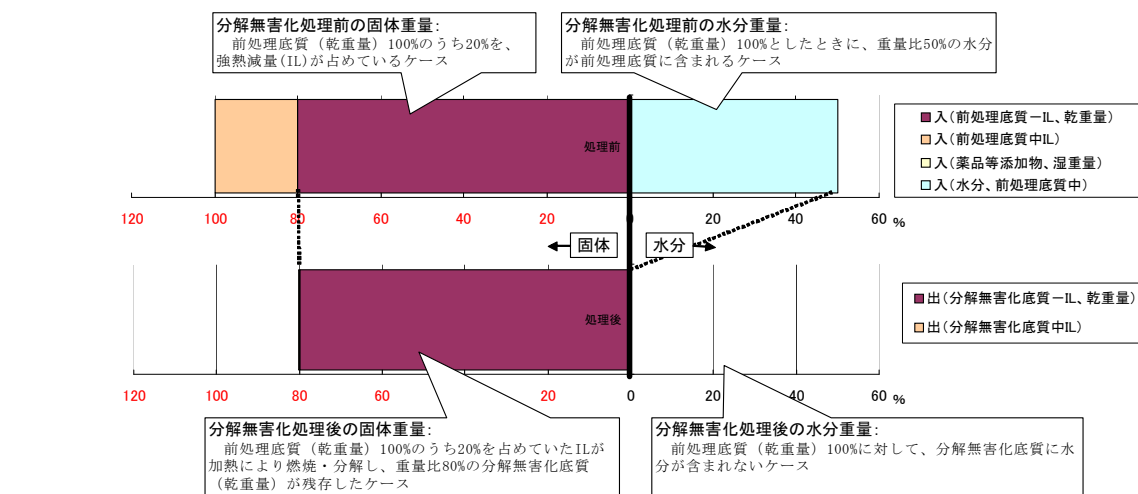 分解無害化処理前の固体重量:
前処理底質（乾重量）100%のうち20%を、
強熱減量(IL)が占めているケース
分解無害化処理前の水分重量:
前処理底質（乾重量）100%としたときに、重量比50%の水分
が前処理底質に含まれるケース
処理前
入(前処理底質－IL、乾重量)
入(前処理底質中IL)
入(薬品等添加物、湿重量)
入(水分、前処理底質中)
120 100 80 60 40 20 0 20 40 60 %
固体 水分
処理後
出(分解無害化底質－IL、乾重量)
出(分解無害化底質中IL)
120 100 80 60 40 20 0 20 40 60 %
分解無害化処理後の固体重量:
前処理底質（乾重量）100%のうち20%を占めていたILが
加熱により燃焼・分解し、重量比80%の分解無害化底質
（乾重量）が残存したケース
分解無害化処理後の水分重量:
前処理底質（乾重量）100%に対して、分解無害化底質に水
分が含まれないケース